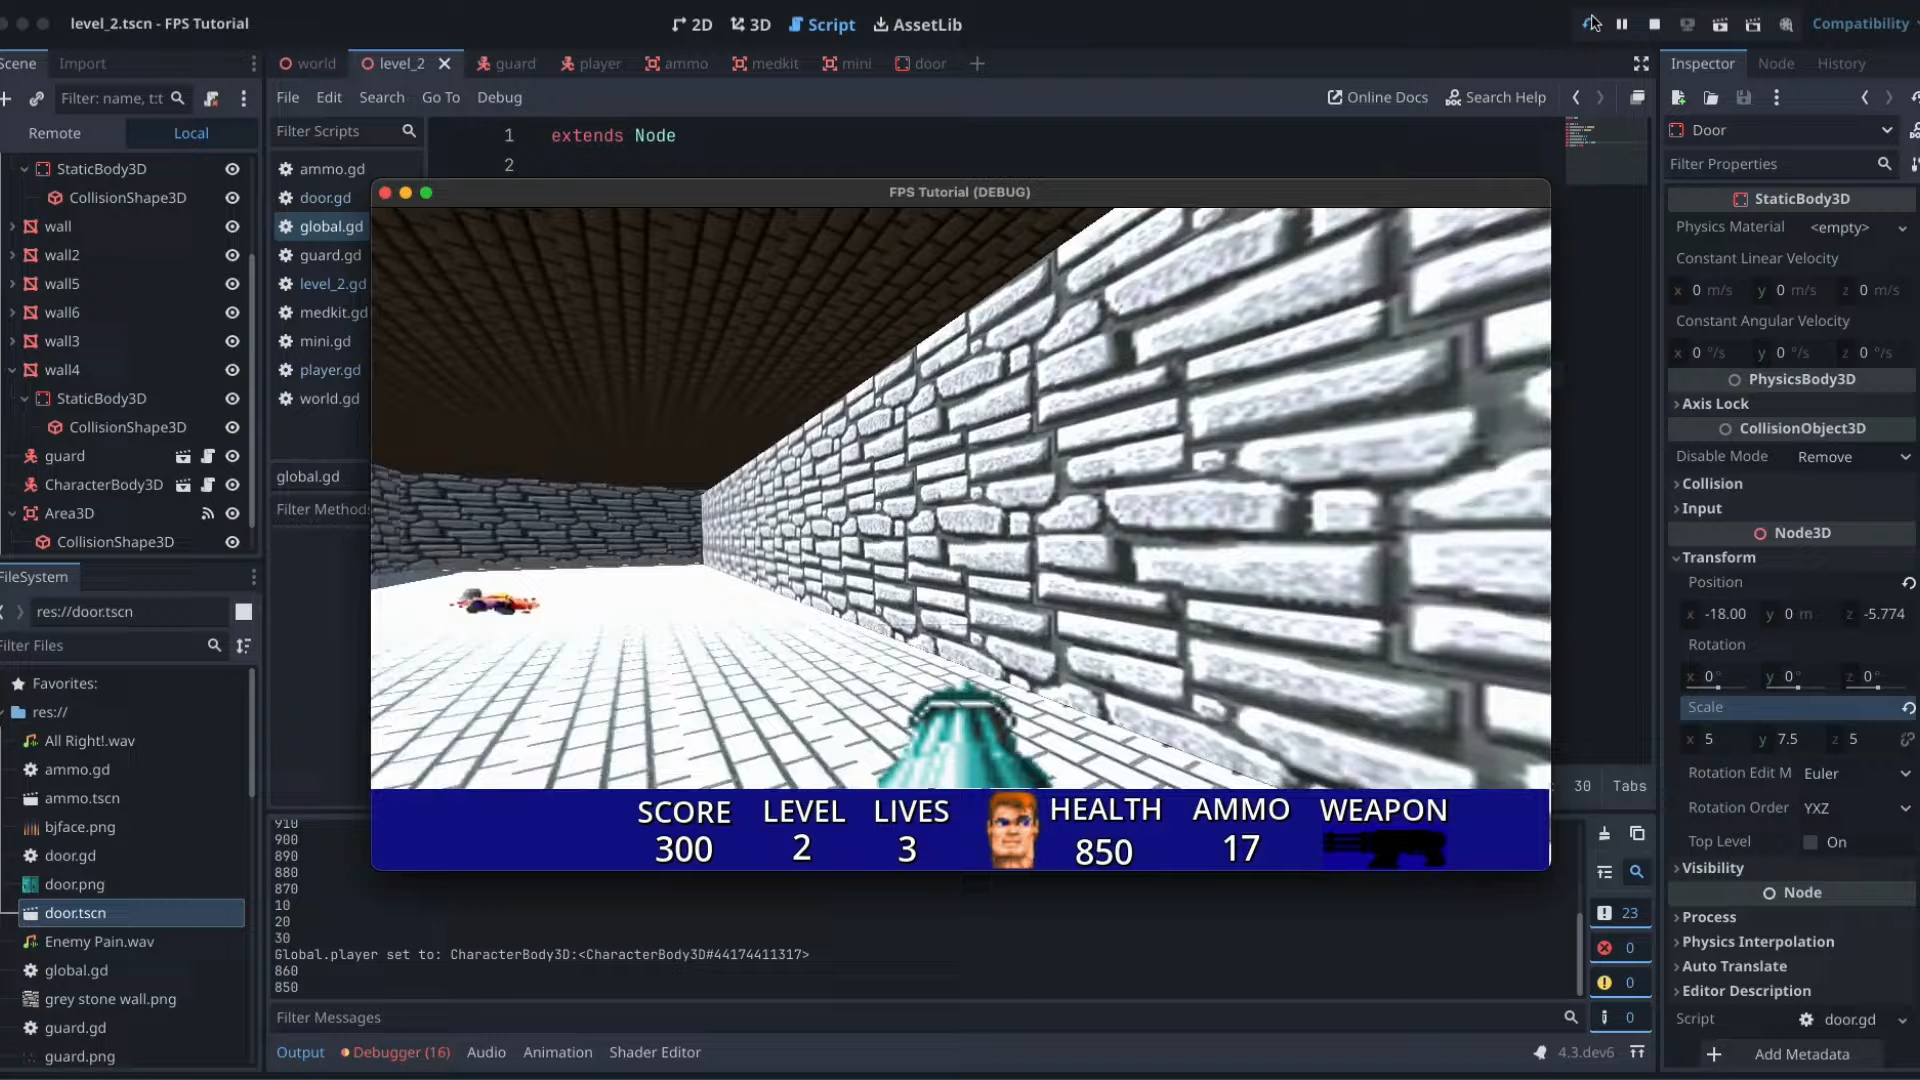 level_2.tscn - FPS Tutorial
2D
3D
Script
AssetLib
Compatibility
Scene
Import
world
level_2
guard
player
ammo
medkit
mini
door
Inspector
Node
History
Filter: name, t:t
File
Edit
Search
Go To
Debug
Online Docs
Search Help
Remote
Local
Filter Scripts
1
extends Node
2
Door
Filter Properties
StaticBody3D
CollisionShape3D
wall
wall2
wall5
wall6
wall3
wall4
StaticBody3D
CollisionShape3D
guard
CharacterBody3D
Area3D
CollisionShape3D
ammo.gd
door.gd
global.gd
guard.gd
level_2.gd
medkit.gd
mini.gd
player.gd
world.gd
global.gd
Filter Methods
FPS Tutorial (DEBUG)
SCORE
300
LEVEL
2
LIVES
3
HEALTH
850
AMMO
17
WEAPON
StaticBody3D
Physics Material
<empty>
Constant Linear Velocity
x 0 m/s y 0 m/s z 0 m/s
Constant Angular Velocity
x 0 °/s y 0 °/s z 0 °/s
PhysicsBody3D
Axis Lock
CollisionObject3D
Disable Mode
Remove
Collision
Input
Node3D
Transform
Position
x -18.00 y 0 m z -5.774
Rotation
x 0° y 0° z 0°
Scale
x 5 y 7.5 z 5
Rotation Edit M
Euler
Rotation Order
YXZ
Top Level
On
Visibility
Node
Process
Physics Interpolation
Auto Translate
Editor Description
Script
door.gd
Add Metadata
FileSystem
res://door.tscn
Filter Files
Favorites:
res://
All Right!.wav
ammo.gd
ammo.tscn
bjface.png
door.gd
door.png
door.tscn
Enemy Pain.wav
global.gd
grey stone wall.png
guard.gd
guard.png
30
Tabs
910
900
890
880
870
10
20
30
Global.player set to: CharacterBody3D:<CharacterBody3D#44174411317>
860
850
23
0
0
0
Filter Messages
Output
Debugger (16)
Audio
Animation
Shader Editor
4.3.dev6